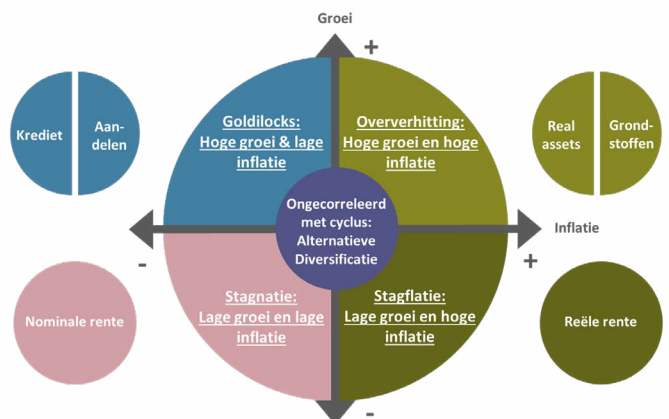 Groei
+
Krediet
Aan-
delen
Goldilocks:
Hoge groei & lage
inflatie
Oververhitting:
Hoge groei en hoge
inflatie
Real
assets
Grond-
stoffen
Ongecorreleerd
met cyclus:
Alternatieve
Diversificatie
Inflatie
-
+
Nominale rente
Stagnatie:
Lage groei en lage
inflatie
Stagflatie:
Lage groei en hoge
inflatie
Reële rente
-